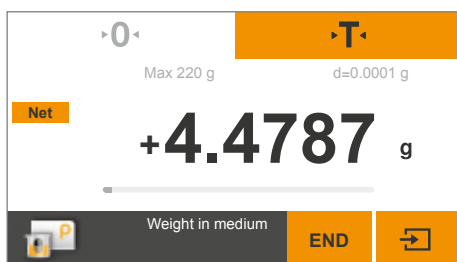 0 T
Max 220 g d=0.0001 g
Net
+4.4787 g
P Weight in medium END